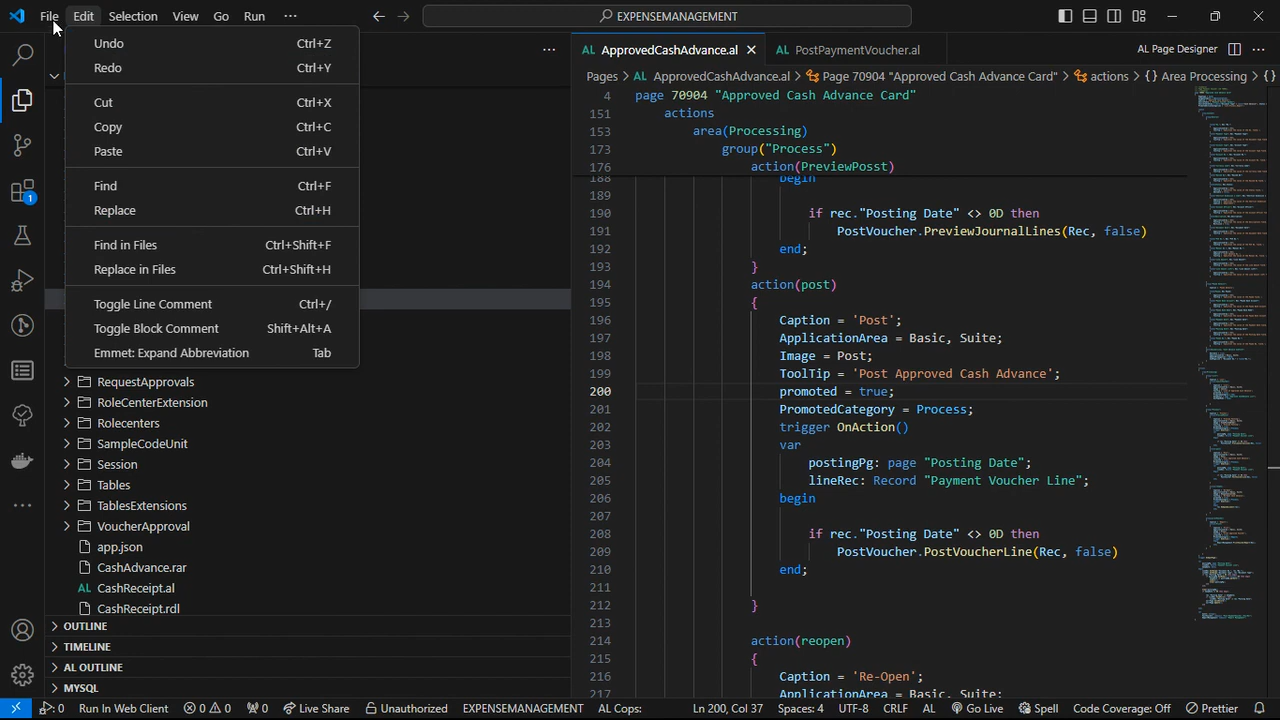 File Edit Selection View Go Run ··· EXPENSEMANAGEMENT
Undo Ctrl+Z
Redo Ctrl+Y
Cut Ctrl+X
Copy Ctrl+C
Paste Ctrl+V
Find Ctrl+F
Replace Ctrl+H
Find in Files Ctrl+Shift+F
Replace in Files Ctrl+Shift+H
Toggle Line Comment Ctrl+/
Toggle Block Comment Shift+Alt+A
Emmet: Expand Abbreviation Tab
1
RequestApprovals
RoleCenterExtension
Rolecenters
SampleCodeUnit
Session
Tables
TablesExtensions
VoucherApproval
app.json
CashAdvance.rar
AL CashReceipt.al
CashReceipt.rdl
OUTLINE
TIMELINE
AL OUTLINE
MYSQL
AL ApprovedCashAdvance.al AL PostPaymentVoucher.al AL Page Designer
Pages > AL ApprovedCashAdvance.al > Page 70904 "Approved Cash Advance Card" > actions > {} Area Processing > {}
4 page 70904 "Approved Cash Advance Card"
151 actions
153 area(Processing)
173 group("Process")
176 action(PreviewPosst)
188 begin
189
190 if rec."Posting Date" <> 0D then
191 PostVoucher.PreviewJournalLines(Rec, false)
192 end;
193 }
194 action(post)
195 {
196 Caption = 'Post';
197 ApplicationArea = Basic, Suite;
198 Image = Post;
199 ToolTip = 'Post Approved Cash Advance';
200 promoted = true;
201 PromotedCategory = Process;
202 trigger OnAction()
203 var
204 postingPg: page "Posting Date";
205 lineRec: Record "Payment Voucher Line";
206 begin
207
208 if rec."Posting Date" <> 0D then
209 PostVoucher.PostVoucherLine(Rec, false)
210 end;
211
212 }
213
214 action(reopen)
215 {
216 Caption = 'Re-Open';
217 ApplicationArea = Basic, Suite;
0 Run In Web Client 0 0 0 Live Share Unauthorized AL Cops: Ln 200, Col 37 Spaces: 4 UTF-8 CRLF AL Go Live Spell Code Coverage: Off Prettier